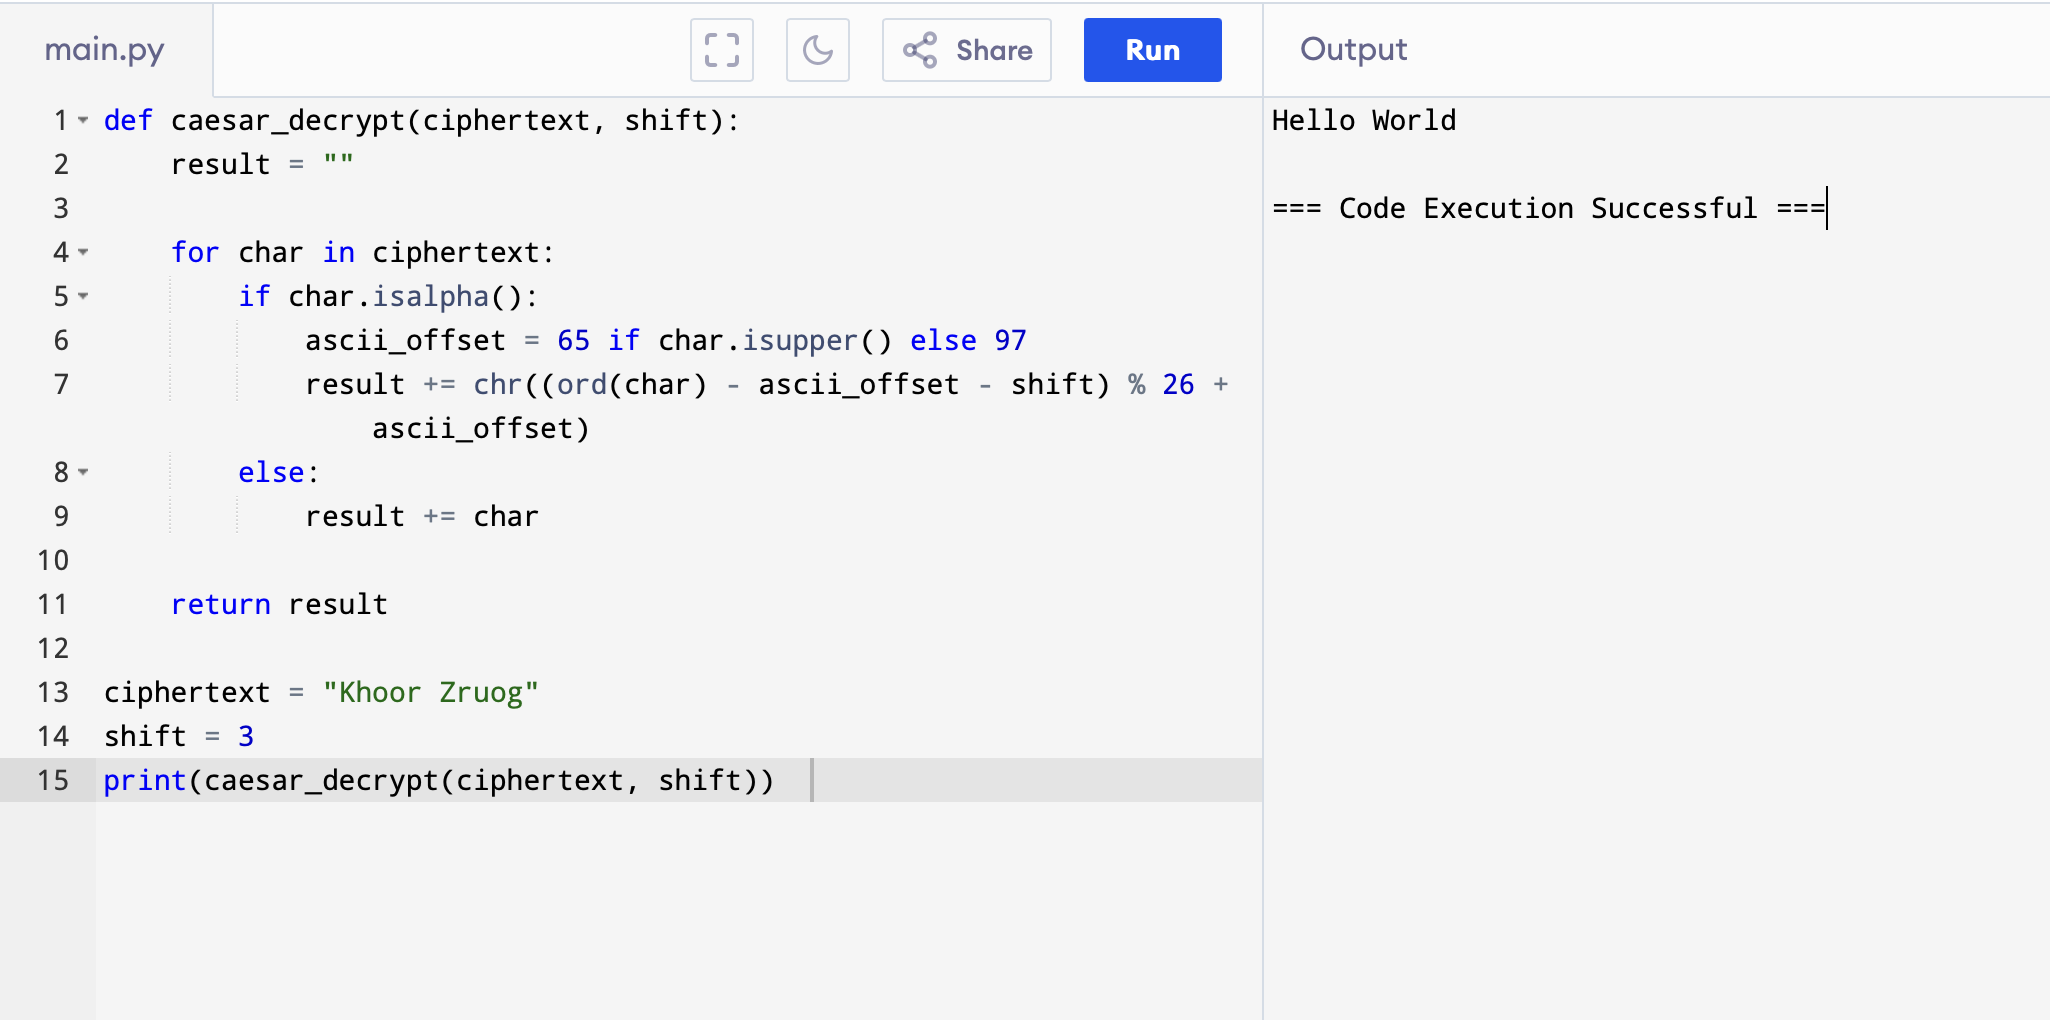 main.py
Share
Run
Output
1 def caesar_decrypt(ciphertext, shift):
2     result = ""
3
4     for char in ciphertext:
5         if char.isalpha():
6             ascii_offset = 65 if char.isupper() else 97
7             result += chr((ord(char) - ascii_offset - shift) % 26 +
                ascii_offset)
8         else:
9             result += char
10
11     return result
12
13 ciphertext = "Khoor Zruog"
14 shift = 3
15 print(caesar_decrypt(ciphertext, shift))
Hello World
=== Code Execution Successful ===